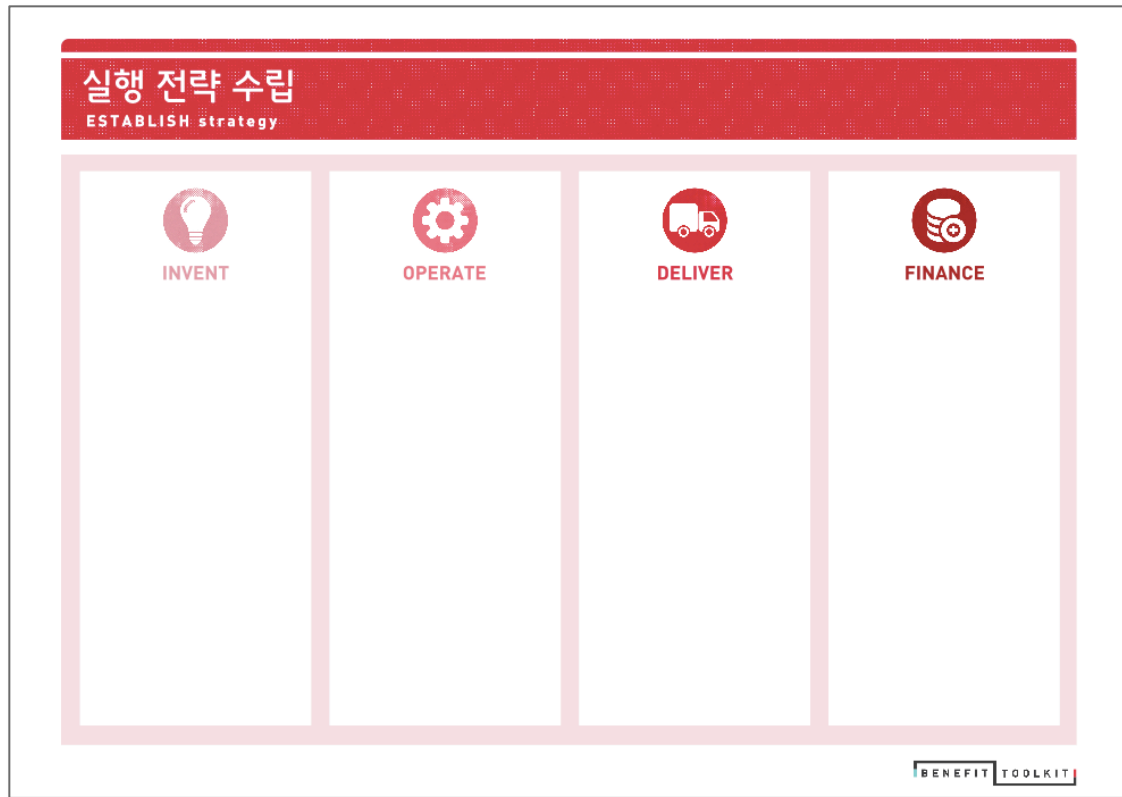 실행 전략 수립
ESTABLISH strategy
INVENT
OPERATE
DELIVER
FINANCE
BENEFIT TOOLKIT